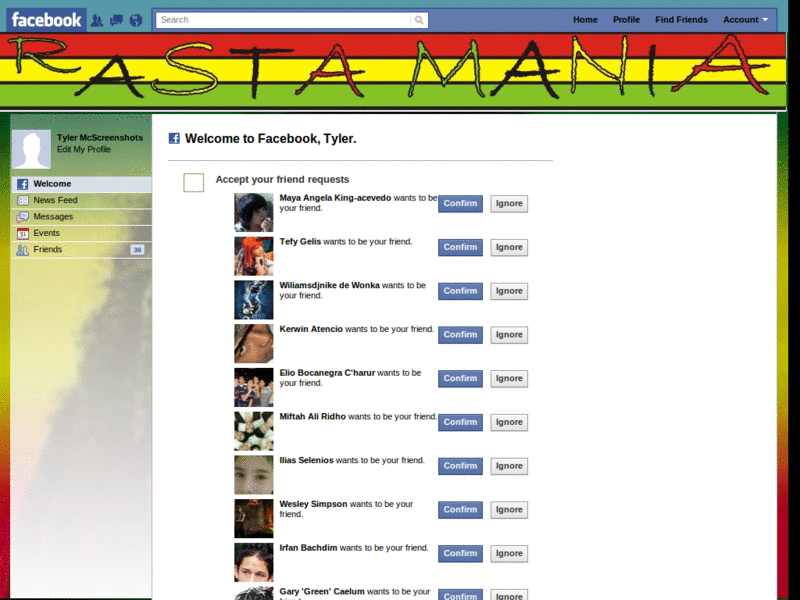 facebook
Search
Home Profile Find Friends Account
RASTA MANIA
Tyler McScreenshots
Edit My Profile
Welcome
News Feed
Messages
31 Events
Friends 36
Welcome to Facebook, Tyler.
Accept your friend requests
Maya Angela King-acevedo wants to be
your friend.
Confirm Ignore
Tefy Gelis wants to be your friend.
Confirm Ignore
Wiliamsdjnike de Wonka wants to be
your friend.
Confirm Ignore
Kerwin Atencio wants to be your friend.
Confirm Ignore
Elio Bocanegra C'harur wants to be
your friend.
Confirm Ignore
Miftah Ali Ridho wants to be your friend.
Confirm Ignore
Ilias Selenios wants to be your friend.
Confirm Ignore
Wesley Simpson wants to be your
friend.
Confirm Ignore
Irfan Bachdim wants to be your friend.
Confirm Ignore
Gary 'Green' Caelum wants to be your
friend.
Confirm Ignore